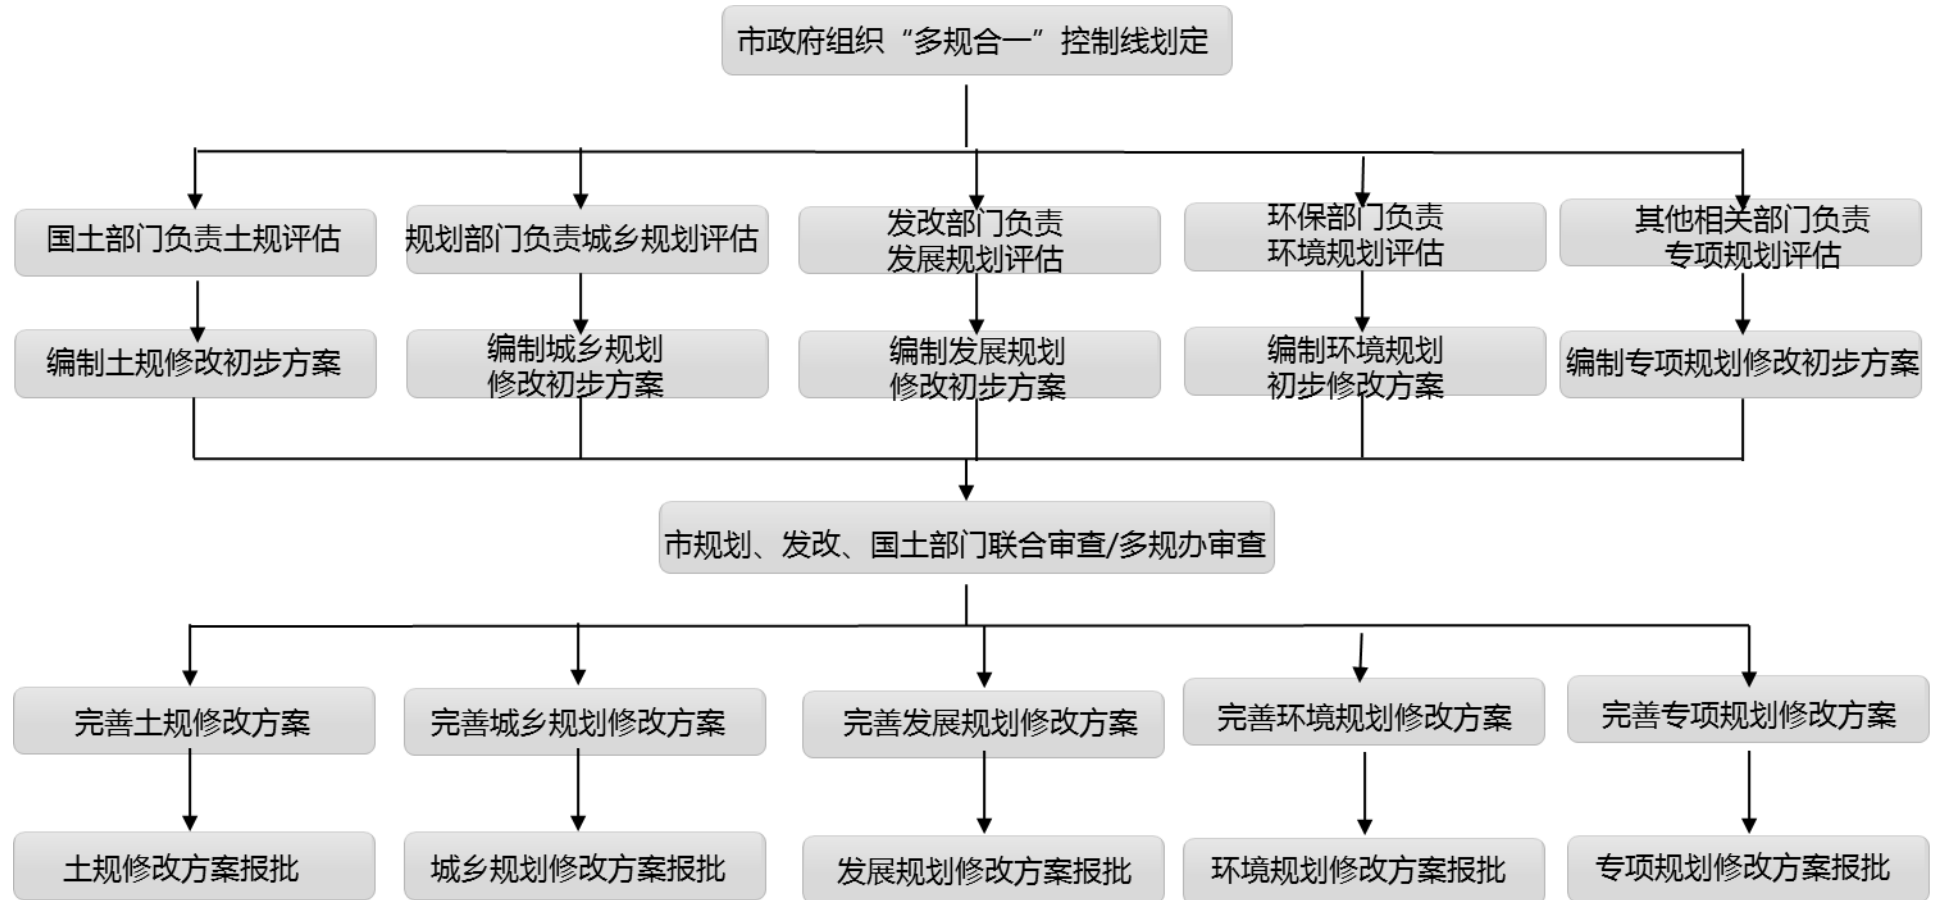 市政府组织“多规合一”控制线划定
国土部门负责土规评估
规划部门负责城乡规划评估
发改部门负责
发展规划评估
环保部门负责
环境规划评估
其他相关部门负责
专项规划评估
编制土规修改初步方案
编制城乡规划
修改初步方案
编制发展规划
修改初步方案
编制环境规划
初步修改方案
编制专项规划修改初步方案
市规划、发改、国土部门联合审查/多规办审查
完善土规修改方案
完善城乡规划修改方案
完善发展规划修改方案
完善环境规划修改方案
完善专项规划修改方案
土规修改方案报批
城乡规划修改方案报批
发展规划修改方案报批
环境规划修改方案报批
专项规划修改方案报批